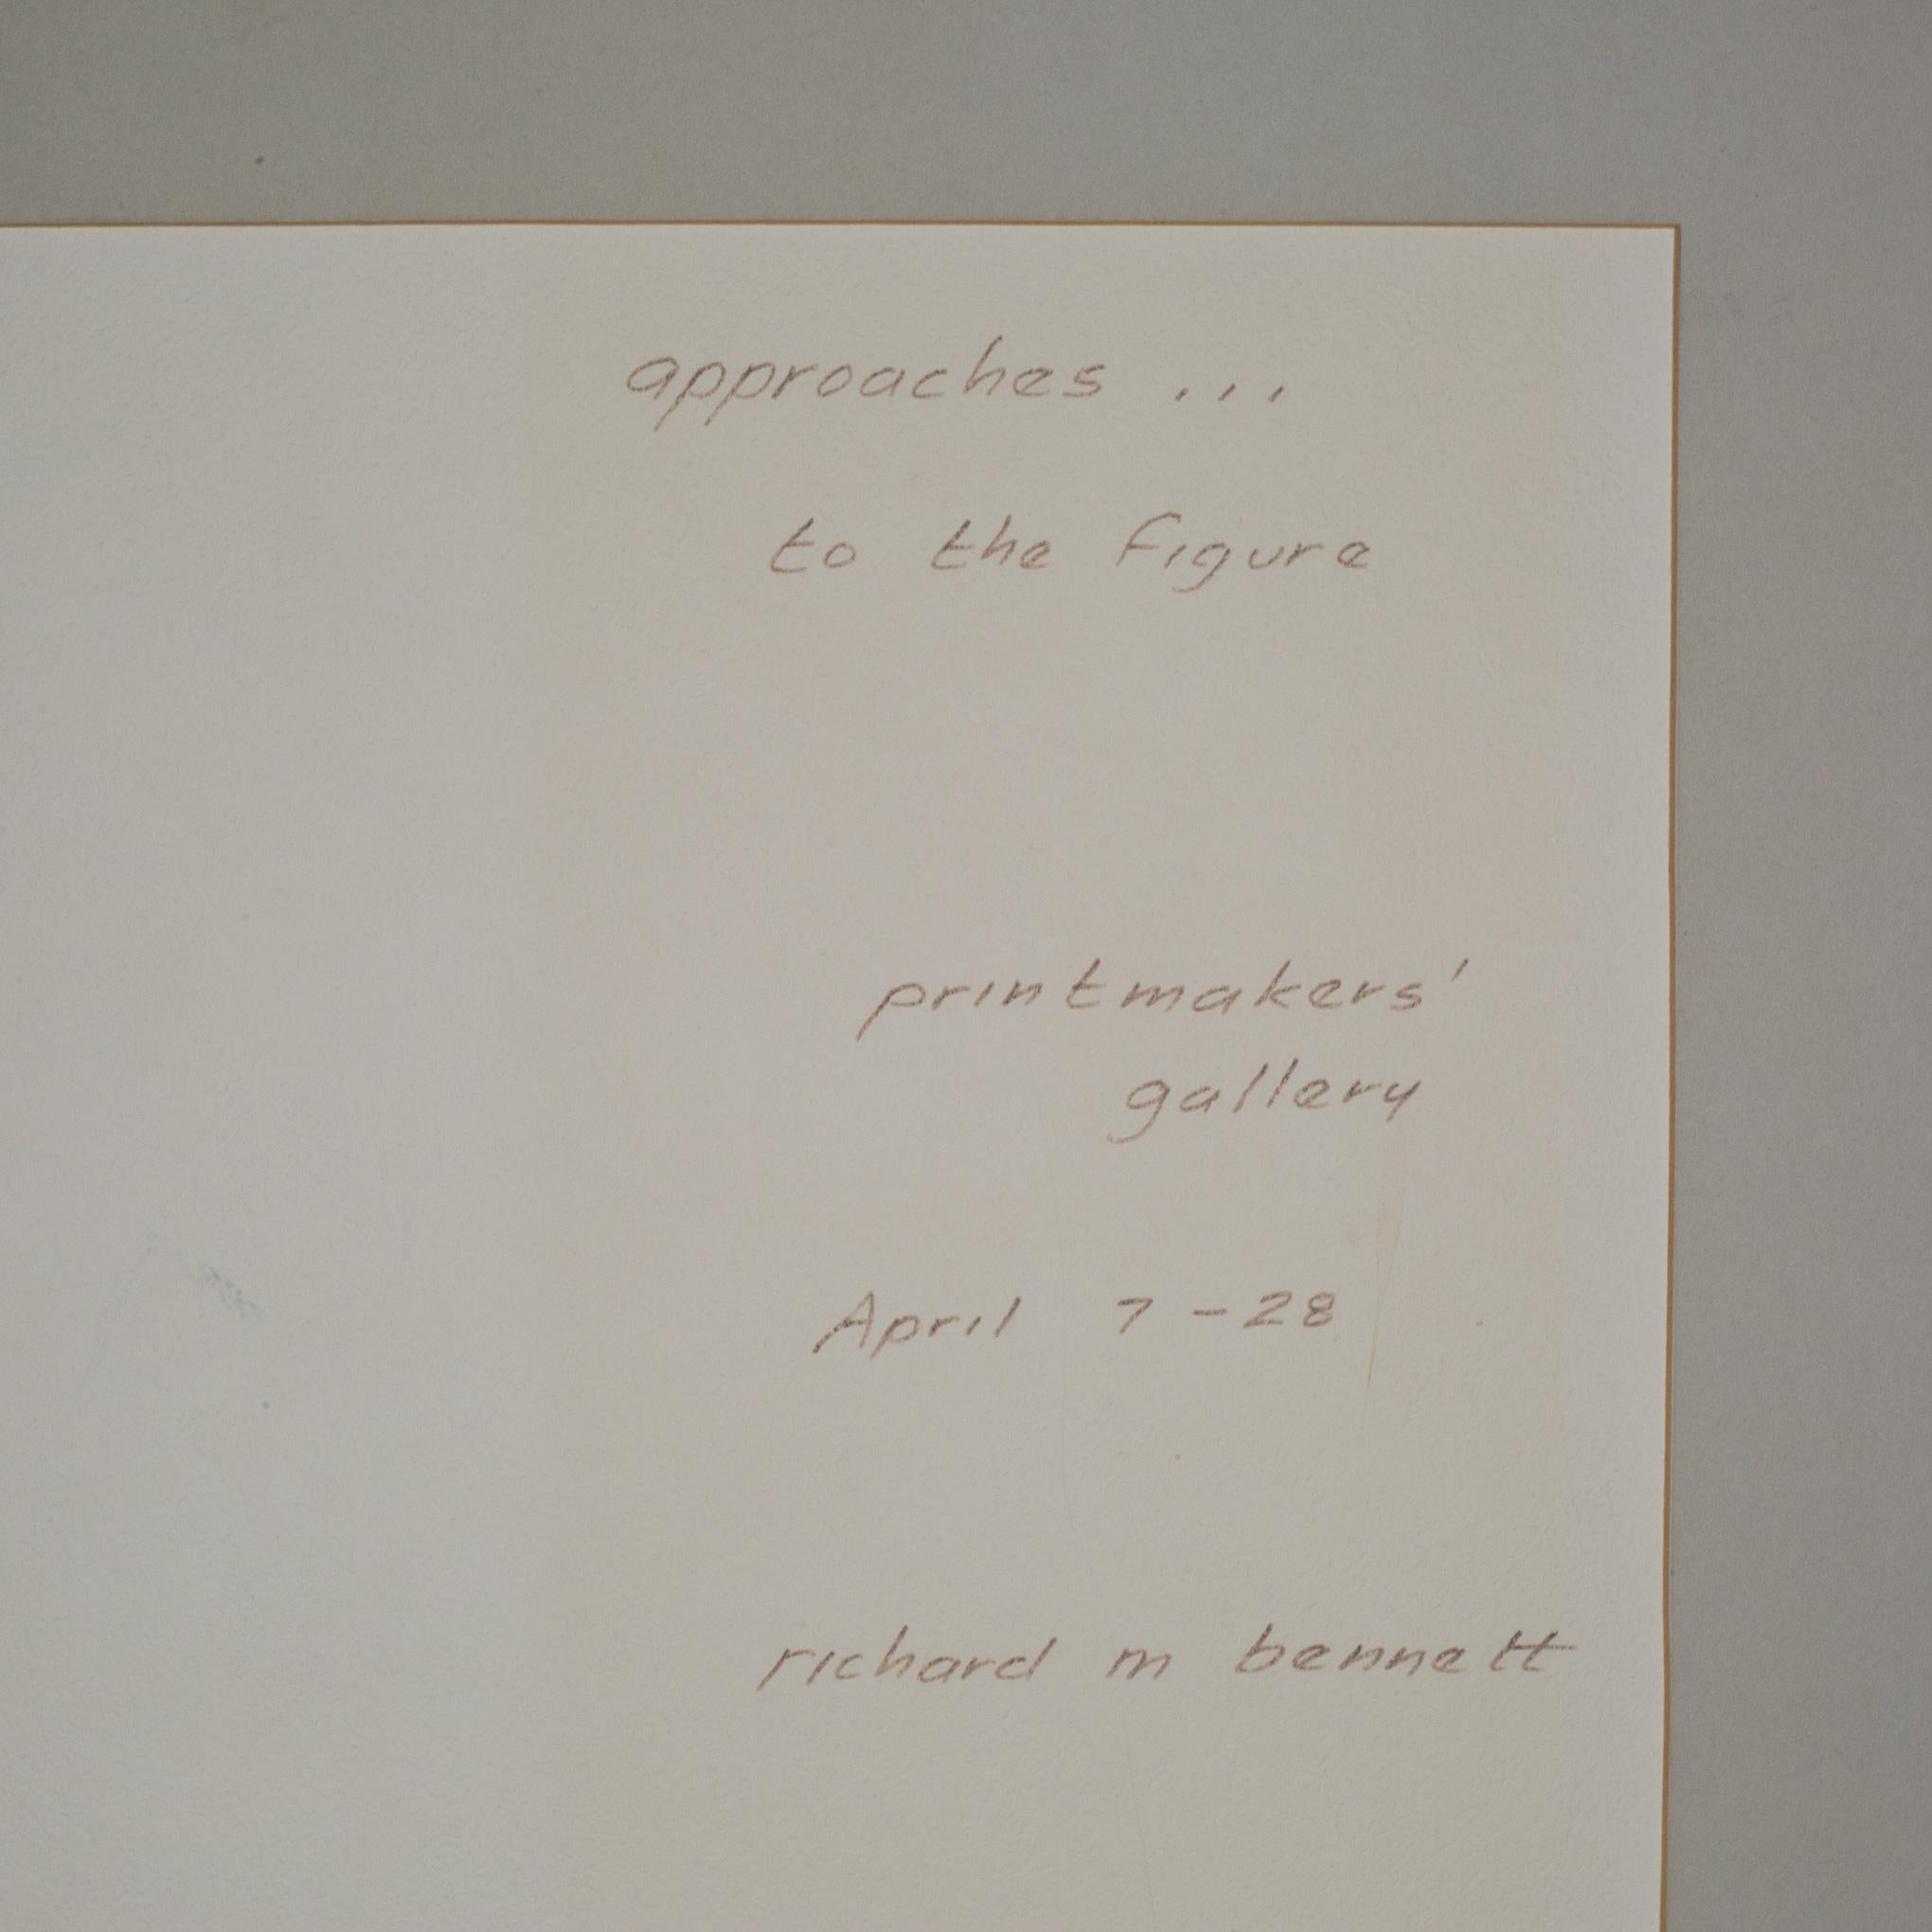 approaches ...
to the figure
printmakers'
gallery
April 7-28
richard m bennett